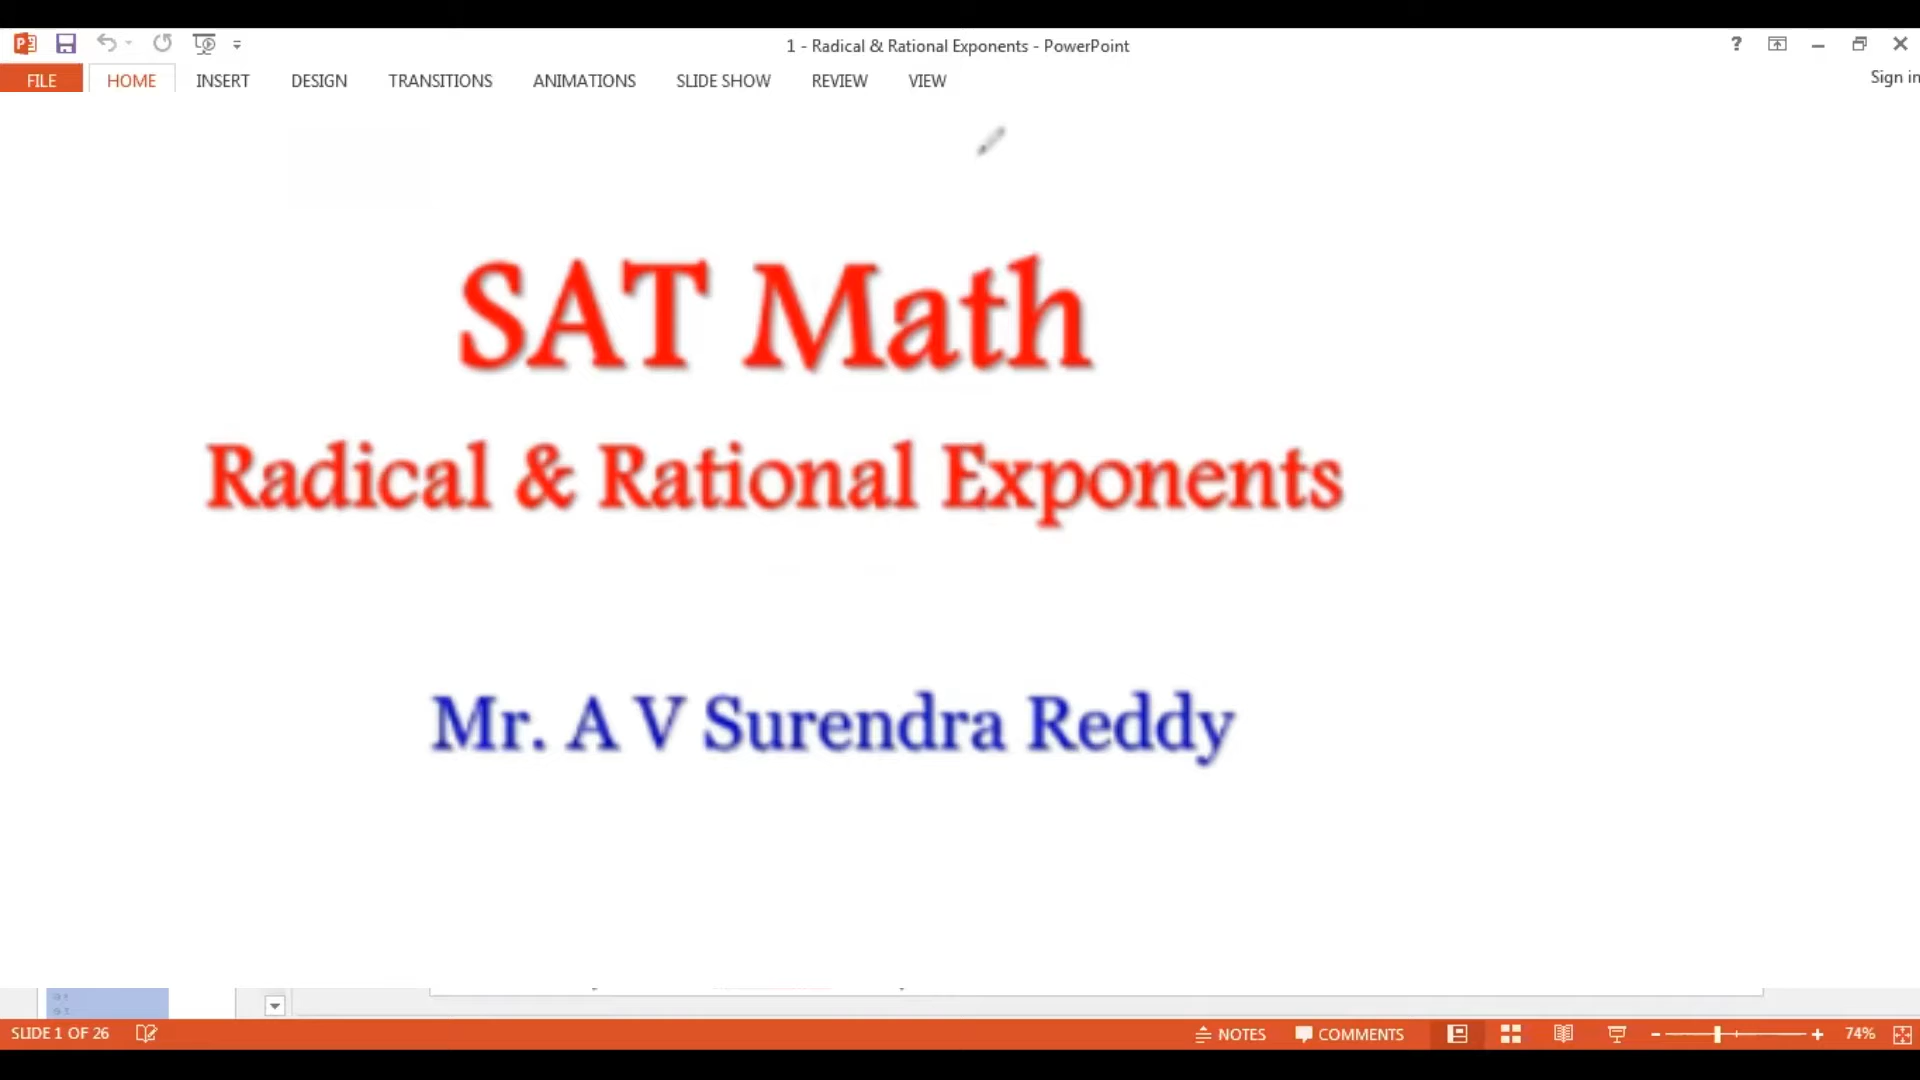 1 - Radical & Rational Exponents - PowerPoint
FILE HOME INSERT DESIGN TRANSITIONS ANIMATIONS SLIDE SHOW REVIEW VIEW Sign in
SAT Math
Radical & Rational Exponents
Mr. A V Surendra Reddy
SLIDE 1 OF 26 NOTES COMMENTS 74%